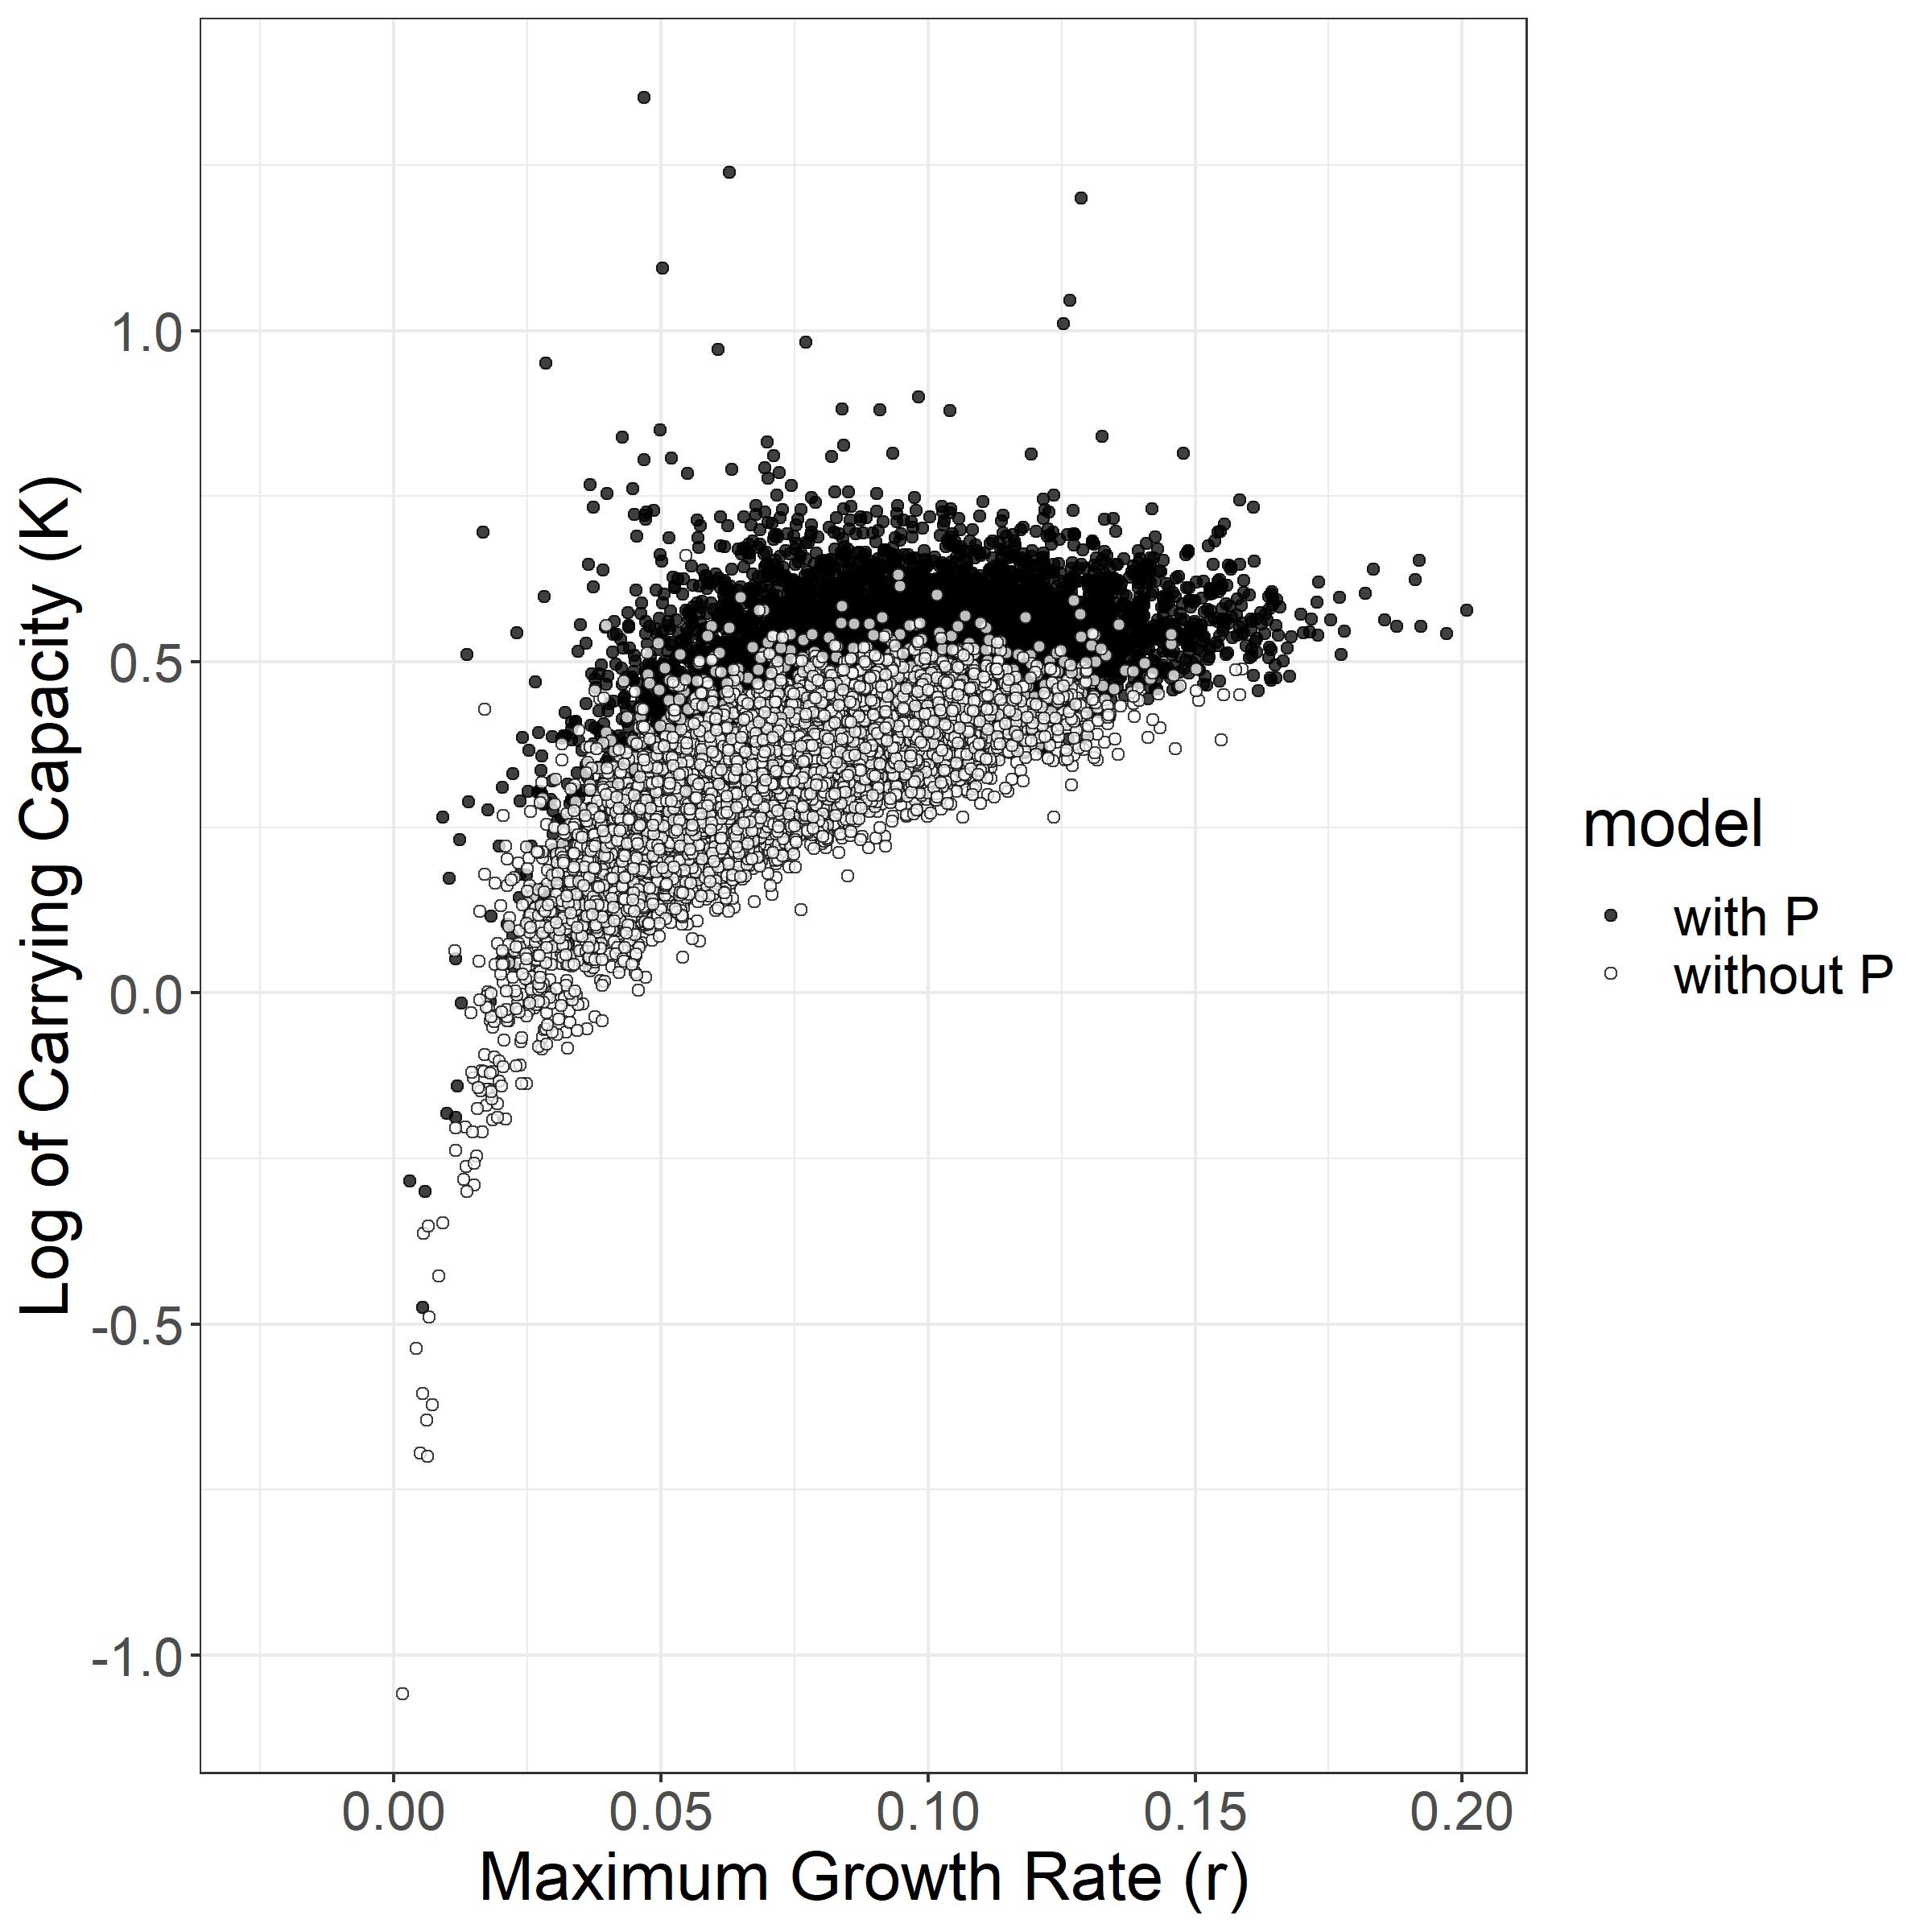 Log of Carrying Capacity (K)
1.0
0.5
0.0
-0.5
-1.0
0.00 0.05 0.10 0.15 0.20
Maximum Growth Rate (r)
model
with P
without P